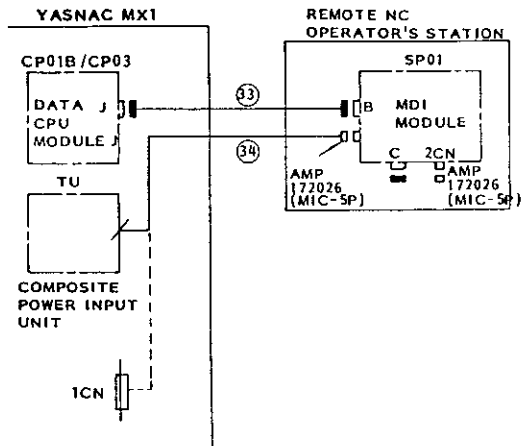 YASNAC MX1
REMOTE NC
OPERATOR'S STATION
CP01B/CP03
SP01
DATA J
CPU
MODULE J
33
B
MDI
MODULE
34
C 2CN
AMP
172026
(MIC-5P)
AMP
172026
(MIC-5P)
TU
COMPOSITE
POWER INPUT
UNIT
1CN